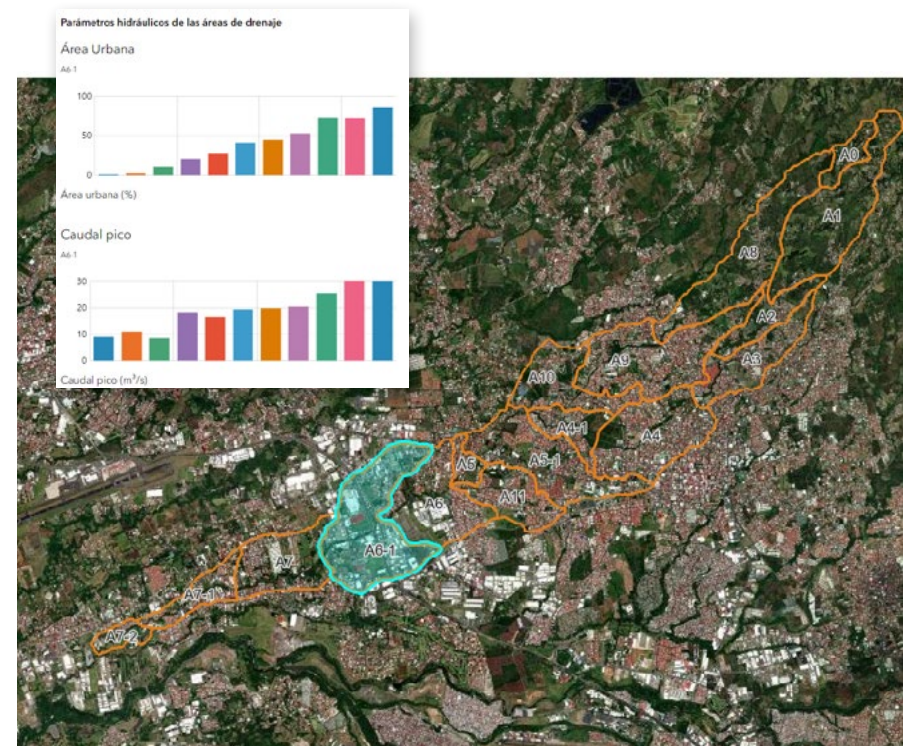 Parámetros hidráulicos de las áreas de drenaje
Área Urbana
A6-1
100
50
0
Área urbana (%)
Caudal pico
A6-1
30
20
10
0
Caudal pico (m³/s)
A0
A1
A8
A2
A3
A9
A10
A4-1
A4
A5
A5-1
A11
A6
A6-1
A7
A7-1
A7-2